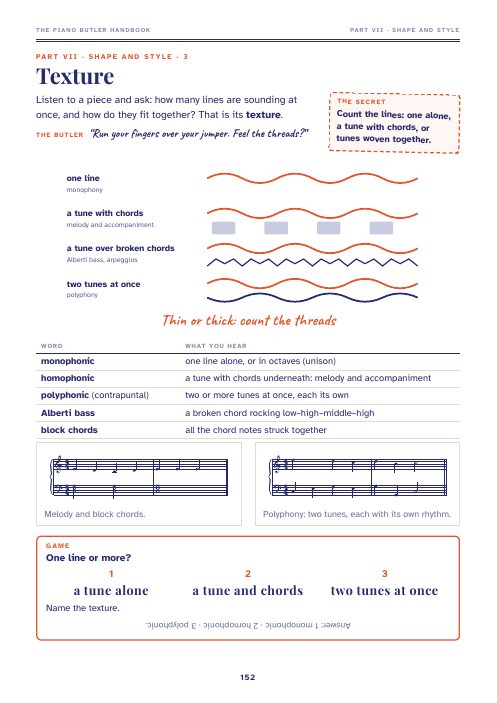 THE PIANO BUTLER HANDBOOK
PART VII · SHAPE AND STYLE
PART VII · SHAPE AND STYLE · 3
Texture
Listen to a piece and ask: how many lines are sounding at
once, and how do they fit together? That is its texture.
THE BUTLER "Run your fingers over your jumper. Feel the threads?"
THE SECRET
Count the lines: one alone,
a tune with chords, or
tunes woven together.
one line
monophony
a tune with chords
melody and accompaniment
a tune over broken chords
Alberti bass, arpeggios
two tunes at once
polyphony
Thin or thick: count the threads
WORD WHAT YOU HEAR
monophonic one line alone, or in octaves (unison)
homophonic a tune with chords underneath: melody and accompaniment
polyphonic (contrapuntal) two or more tunes at once, each its own
Alberti bass a broken chord rocking low–high–middle–high
block chords all the chord notes struck together
Melody and block chords.
Polyphony: two tunes, each with its own rhythm.
GAME
One line or more?
1 2 3
a tune alone a tune and chords two tunes at once
Name the texture.
Answer: 1 monophonic · 2 homophonic · 3 polyphonic.
152